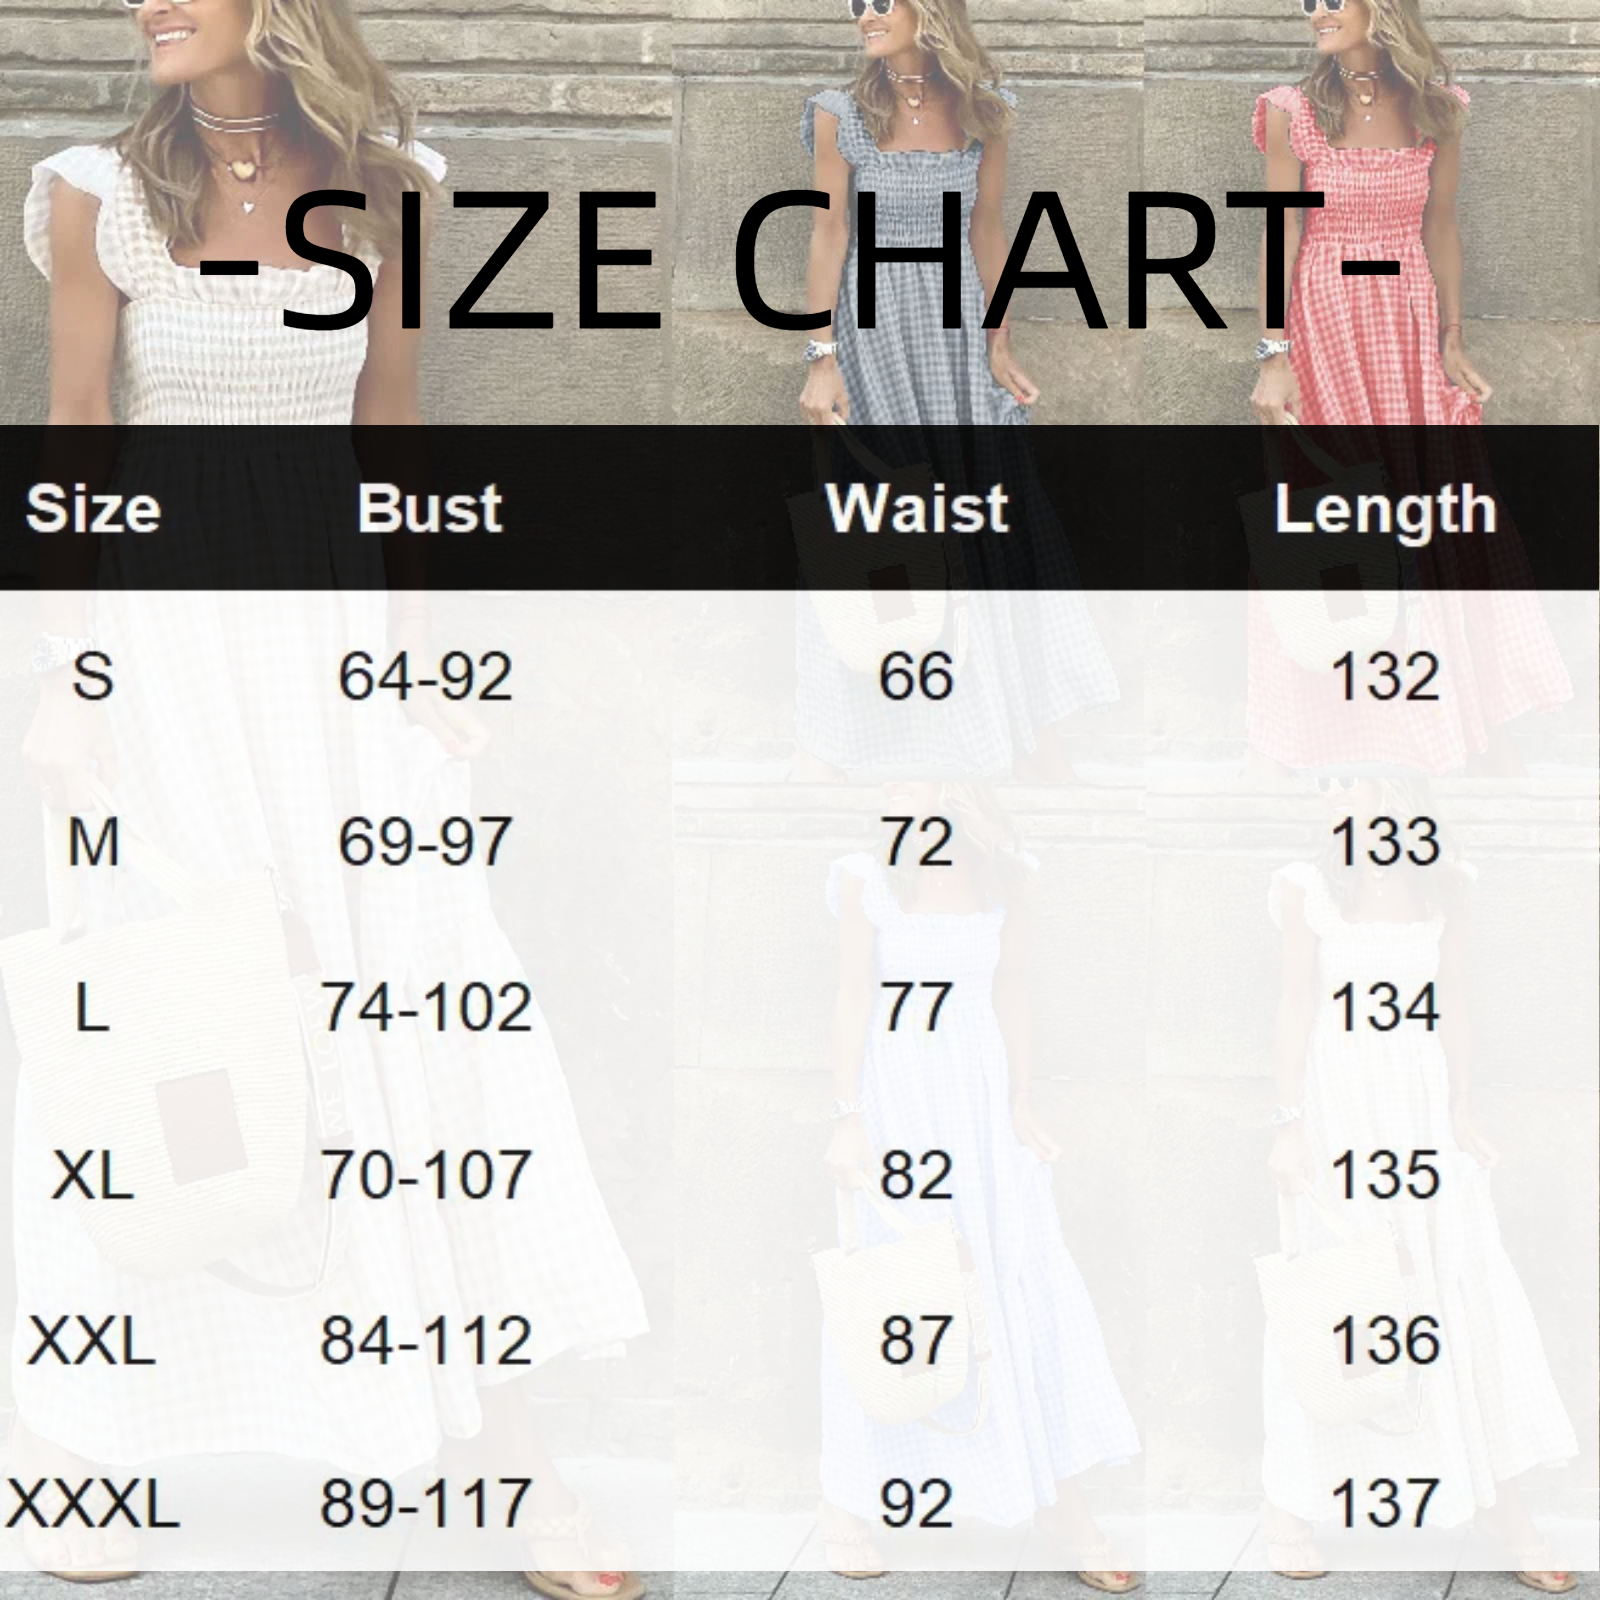 -SIZE CHART-
Size Bust Waist Length
S 64-92 66 132
M 69-97 72 133
L 74-102 77 134
XL 70-107 82 135
XXL 84-112 87 136
XXXL 89-117 92 137